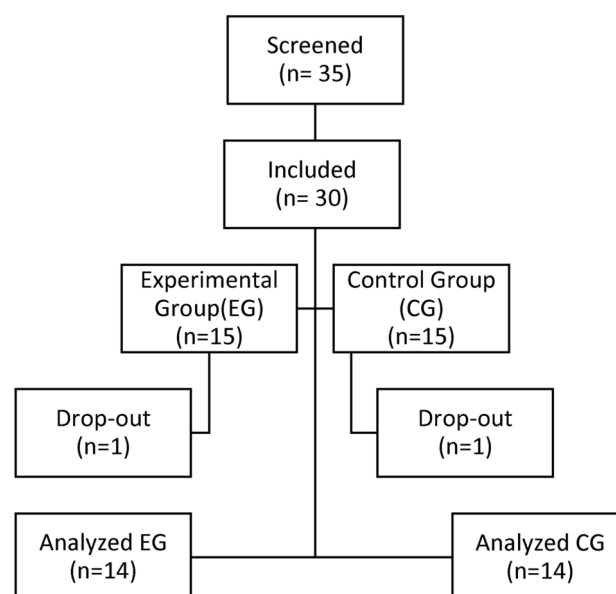 Screened
(n= 35)
Included
(n= 30)
Experimental
Group(EG)
(n=15)
Control Group
(CG)
(n=15)
Drop-out
(n=1)
Drop-out
(n=1)
Analyzed EG
(n=14)
Analyzed CG
(n=14)